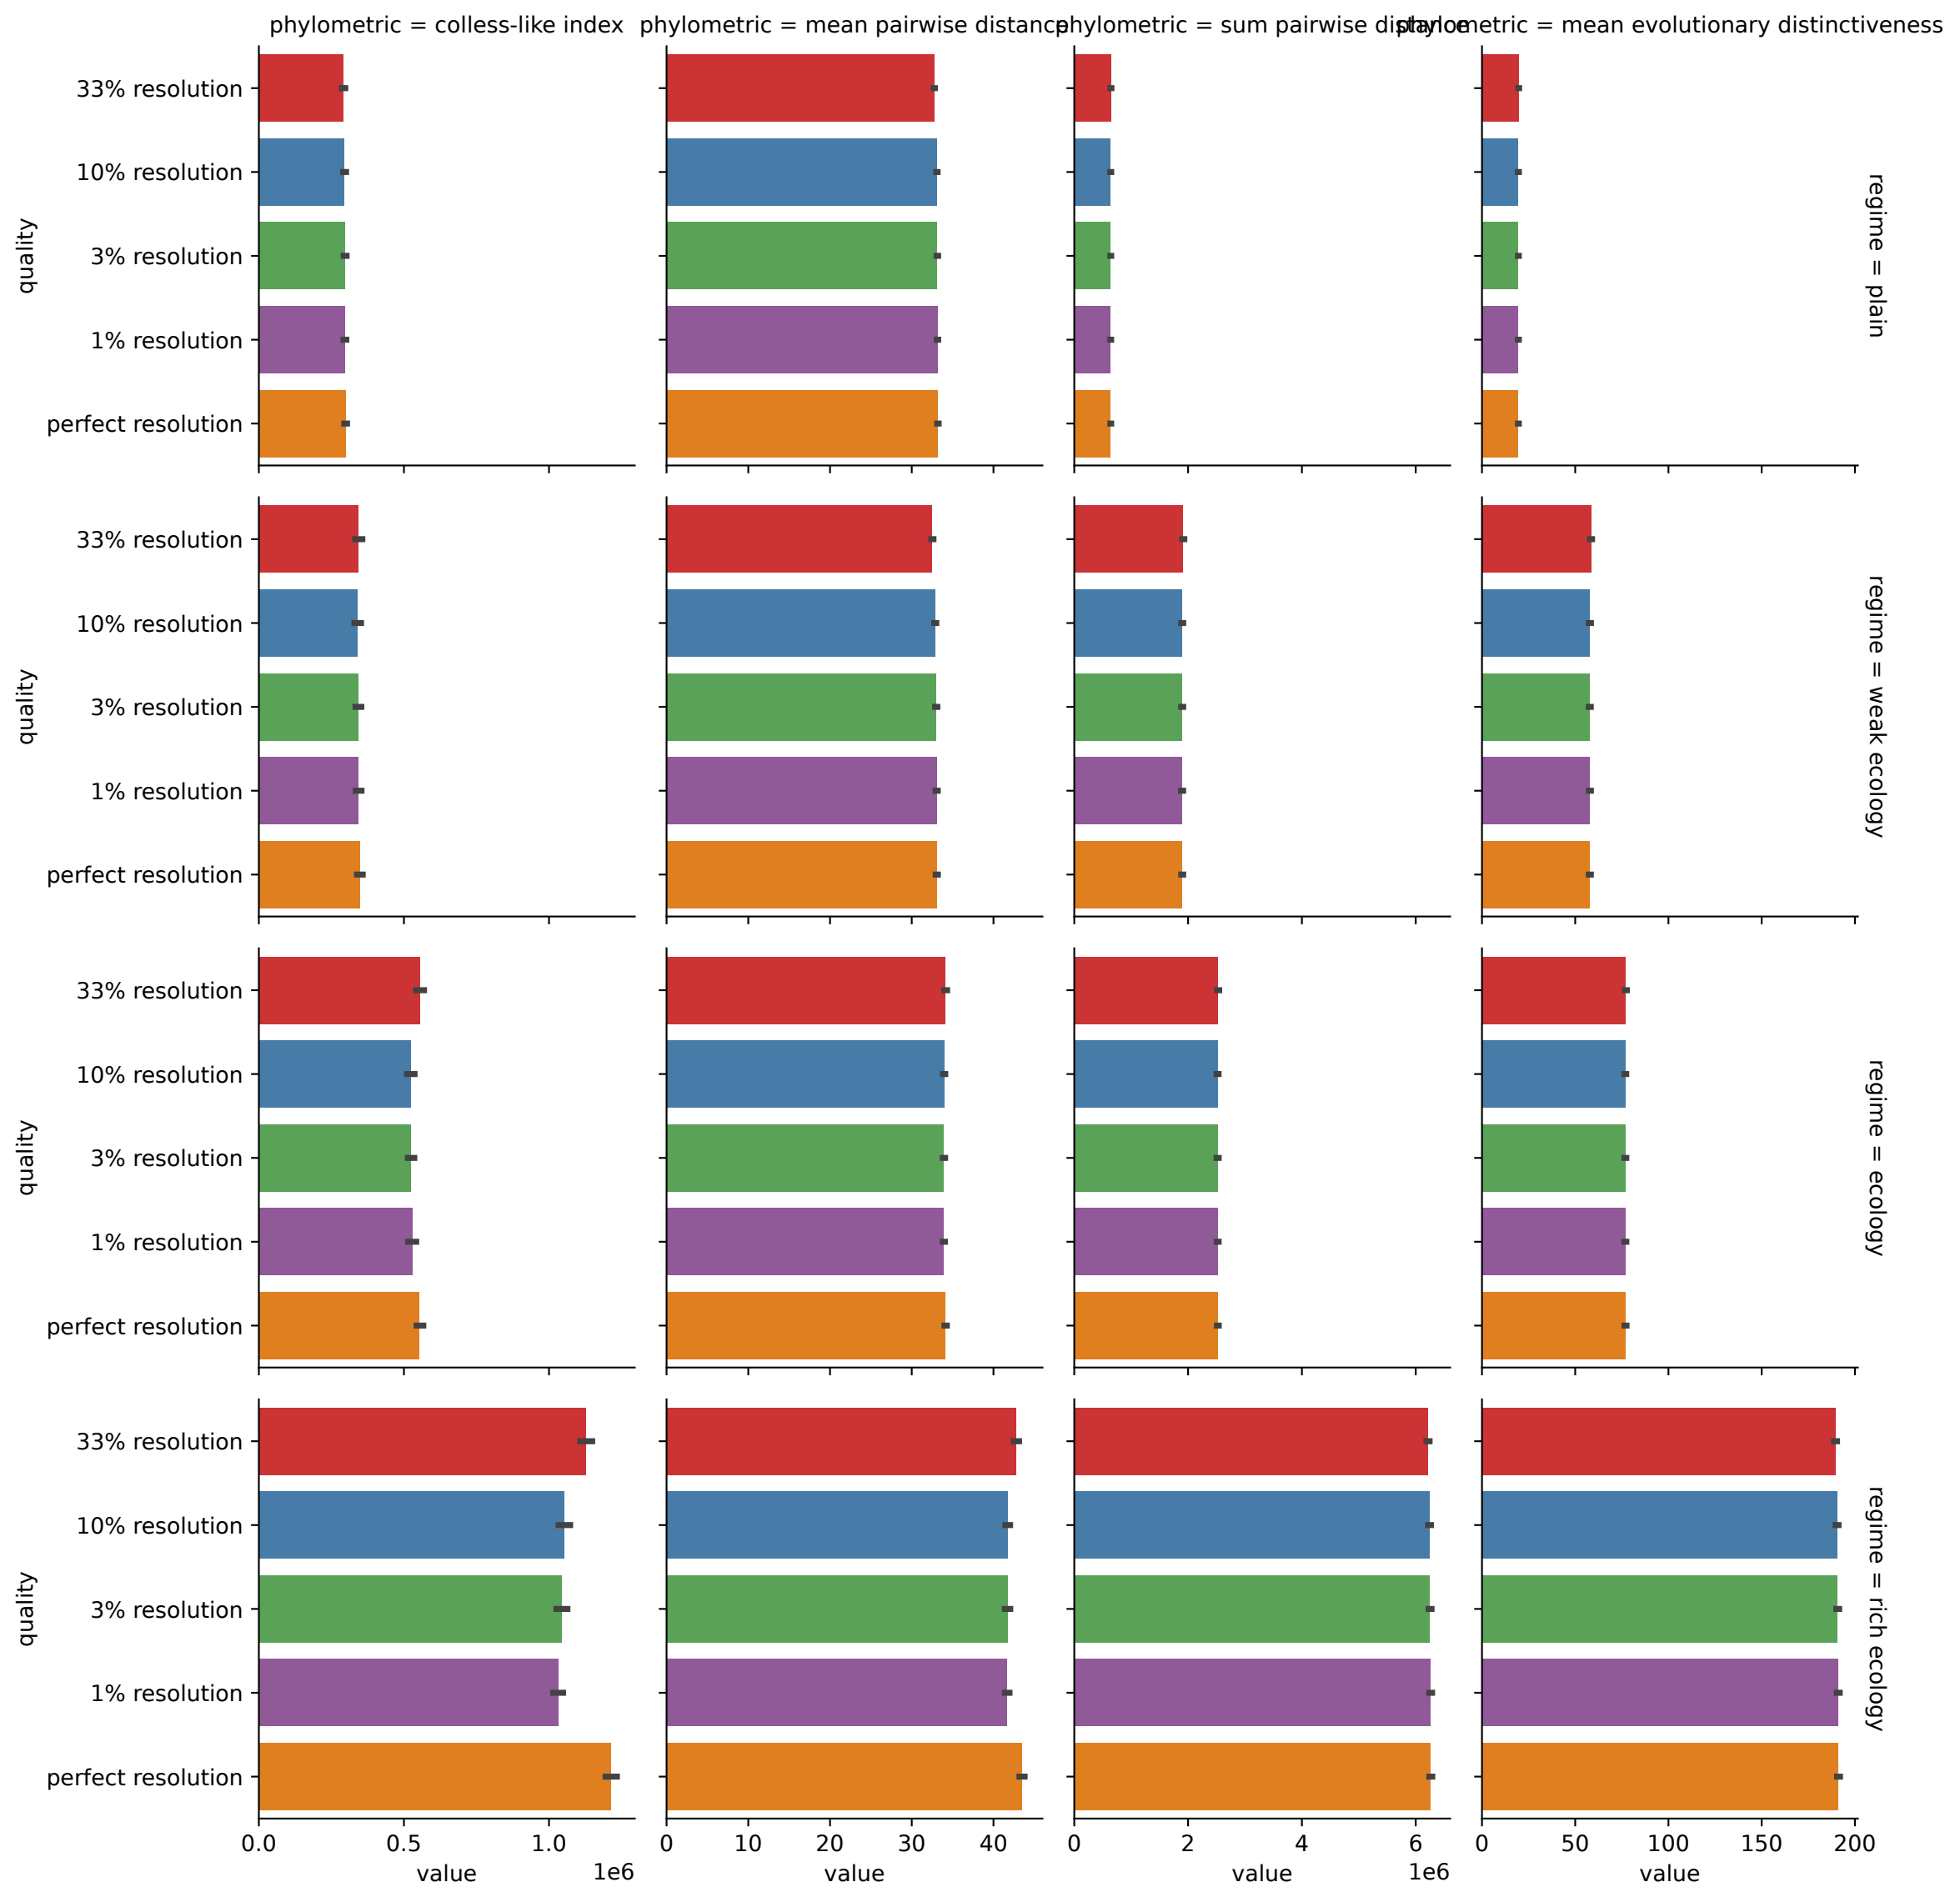 phylometric = colless-like index
phylometric = mean pairwise distance
phylometric = sum pairwise distance
phylometric = mean evolutionary distinctiveness
quality
33% resolution
10% resolution
3% resolution
1% resolution
perfect resolution
regime = plain
quality
33% resolution
10% resolution
3% resolution
1% resolution
perfect resolution
regime = weak ecology
quality
33% resolution
10% resolution
3% resolution
1% resolution
perfect resolution
regime = ecology
quality
33% resolution
10% resolution
3% resolution
1% resolution
perfect resolution
regime = rich ecology
0.0 0.5 1.0
1e6
value
0 10 20 30 40
value
0 2 4 6
1e6
value
0 50 100 150 200
value